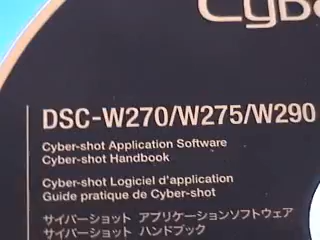 Cybe
DSC-W270/W275/W290
Cyber-shot Application Software
Cyber-shot Handbook
Cyber-shot Logiciel d'application
Guide pratique de Cyber-shot
サイバーショット アプリケーションソフトウェア
サイバーショット ハンドブック